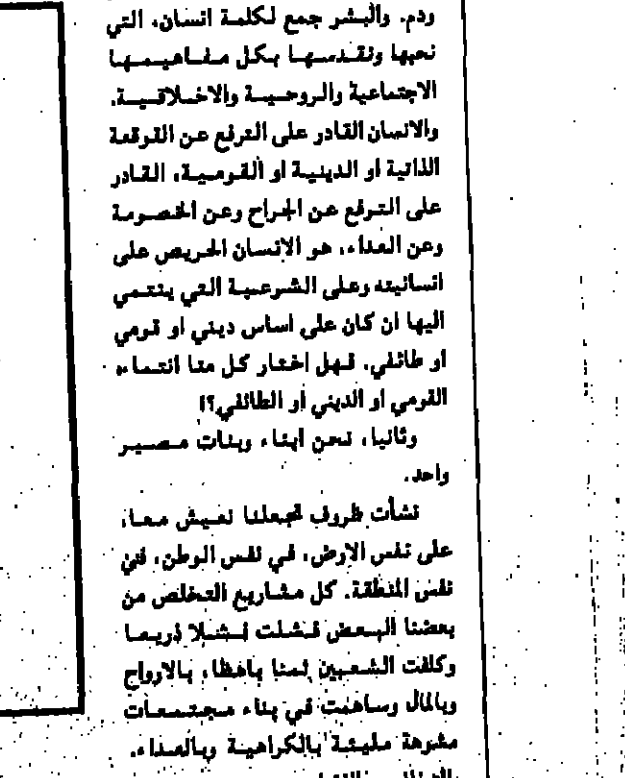 ودم. والبشر جمع لكلمة انسان، التي
نحبها ونقدسها بكل مفاهيمها
الاجتماعية والروحية والاخلاقية.
والانسان القادر على الترفع عن القوقعة
الذاتية او الدينية او القومية، القادر
على الترفع عن الجراح وعن الخصومة
وعن العداء، هو الانسان الحريص على
انسانيته وعلى الشرعية التي ينتمي
اليها ان كان على اساس ديني او قومي
او طائفي. فهل اختار كل منا انتماءه
القومي او الديني او الطائفي؟!
وثانيا، نحن ابناء وبنات مصير
واحد.
نشأت ظروف تجعلنا نعيش معا،
على نفس الارض، في نفس الوطن، في
نفس المنطقة. كل مشاريع التخلص من
بعضنا البعض فشلت فشلا ذريعا
وكلفت الشعبين ثمنا باهظا، بالارواح
وبالمال وساهمت في بناء مجتمعات
مشوهة مليئة بالكراهية وبالعداء.